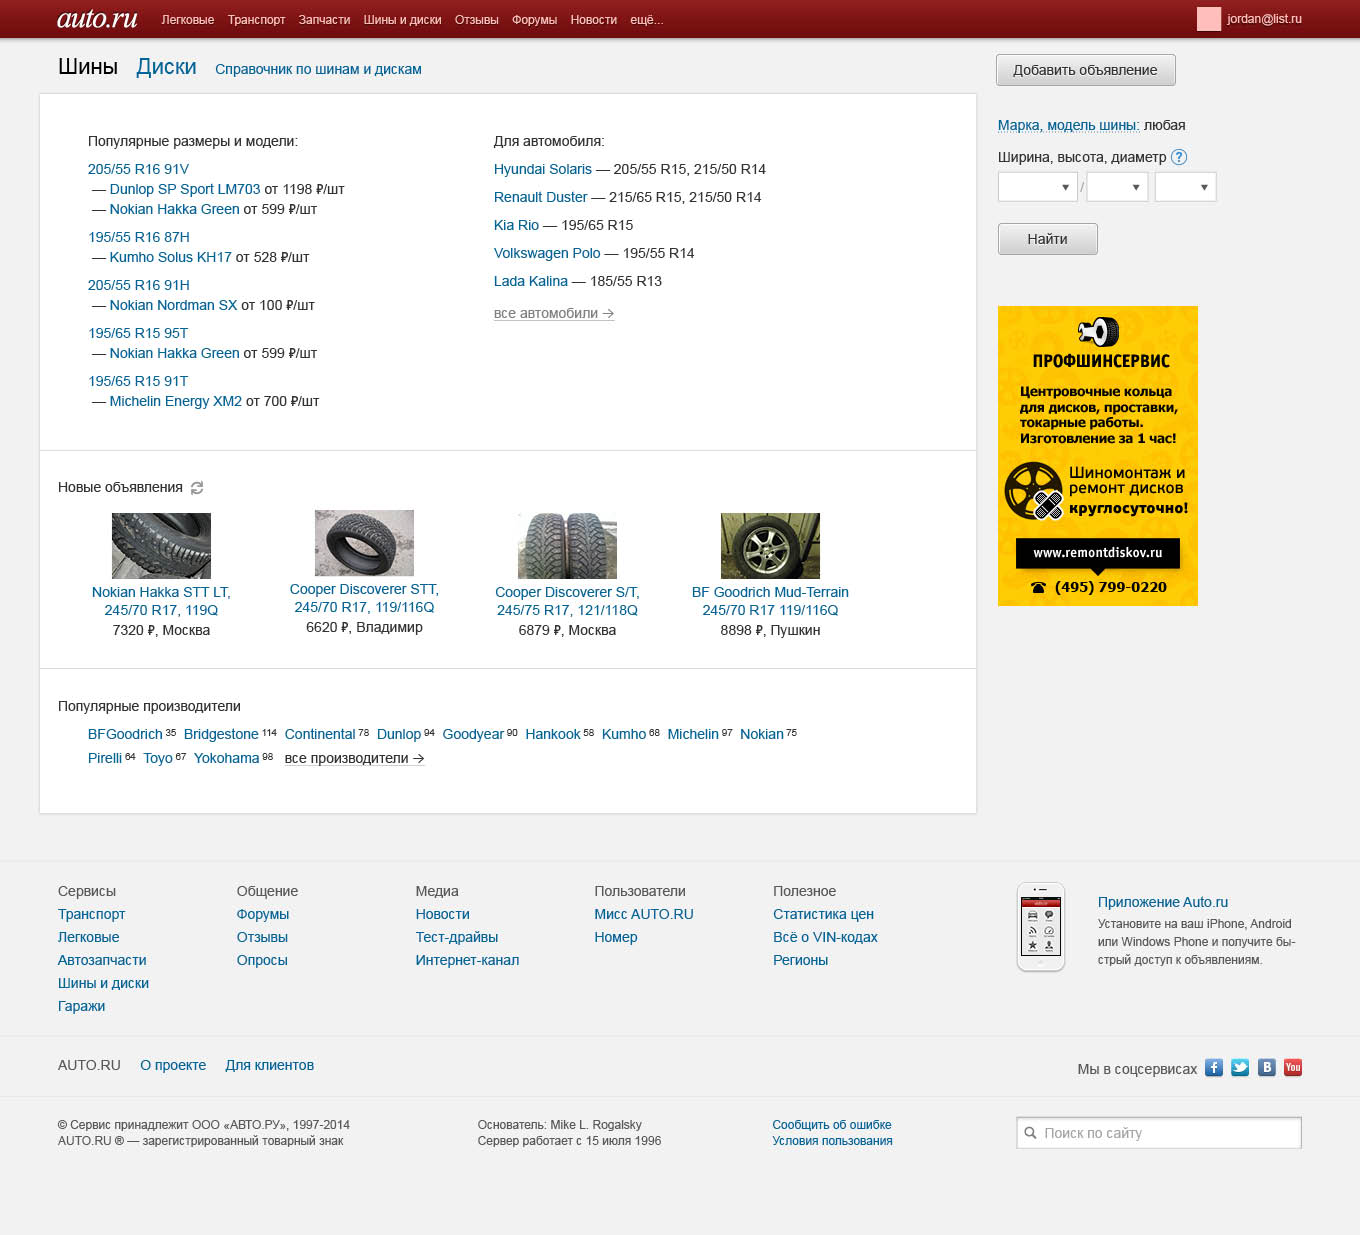 auto.ru Легковые Транспорт Запчасти Шины и диски Отзывы Форумы Новости ещё... jordan@list.ru
Шины Диски Справочник по шинам и дискам
Добавить объявление
Популярные размеры и модели:
205/55 R16 91V
— Dunlop SP Sport LM703 от 1198 ₽/шт
— Nokian Hakka Green от 599 ₽/шт
195/55 R16 87H
— Kumho Solus KH17 от 528 ₽/шт
205/55 R16 91H
— Nokian Nordman SX от 100 ₽/шт
195/65 R15 95T
— Nokian Hakka Green от 599 ₽/шт
195/65 R15 91T
— Michelin Energy XM2 от 700 ₽/шт
Для автомобиля:
Hyundai Solaris — 205/55 R15, 215/50 R14
Renault Duster — 215/65 R15, 215/50 R14
Kia Rio — 195/65 R15
Volkswagen Polo — 195/55 R14
Lada Kalina — 185/55 R13
все автомобили →
Марка, модель шины: любая
Ширина, высота, диаметр ?
/
Найти
ПРОФШИНСЕРВИС
Центровочные кольца
для дисков, проставки,
токарные работы.
Изготовление за 1 час!
Шиномонтаж и
ремонт дисков
круглосуточно!
www.remontdiskov.ru
(495) 799-0220
Новые объявления
Nokian Hakka STT LT,
245/70 R17, 119Q
7320 ₽, Москва
Cooper Discoverer STT,
245/70 R17, 119/116Q
6620 ₽, Владимир
Cooper Discoverer S/T,
245/75 R17, 121/118Q
6879 ₽, Москва
BF Goodrich Mud-Terrain
245/70 R17 119/116Q
8898 ₽, Пушкин
Популярные производители
BFGoodrich 35 Bridgestone 114 Continental 78 Dunlop 94 Goodyear 90 Hankook 58 Kumho 68 Michelin 97 Nokian 75
Pirelli 64 Toyo 67 Yokohama 98 все производители →
Сервисы
Транспорт
Легковые
Автозапчасти
Шины и диски
Гаражи
Общение
Форумы
Отзывы
Опросы
Медиа
Новости
Тест-драйвы
Интернет-канал
Пользователи
Мисс AUTO.RU
Номер
Полезное
Статистика цен
Всё о VIN-кодах
Регионы
Приложение Auto.ru
Установите на ваш iPhone, Android
или Windows Phone и получите бы-
стрый доступ к объявлениям.
AUTO.RU О проекте Для клиентов
Мы в соцсервисах f B You
© Сервис принадлежит ООО «АВТО.РУ», 1997-2014
AUTO.RU ® — зарегистрированный товарный знак
Основатель: Mike L. Rogalsky
Сервер работает с 15 июля 1996
Сообщить об ошибке
Условия пользования
Поиск по сайту